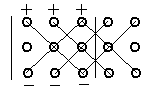 + + +
− − −